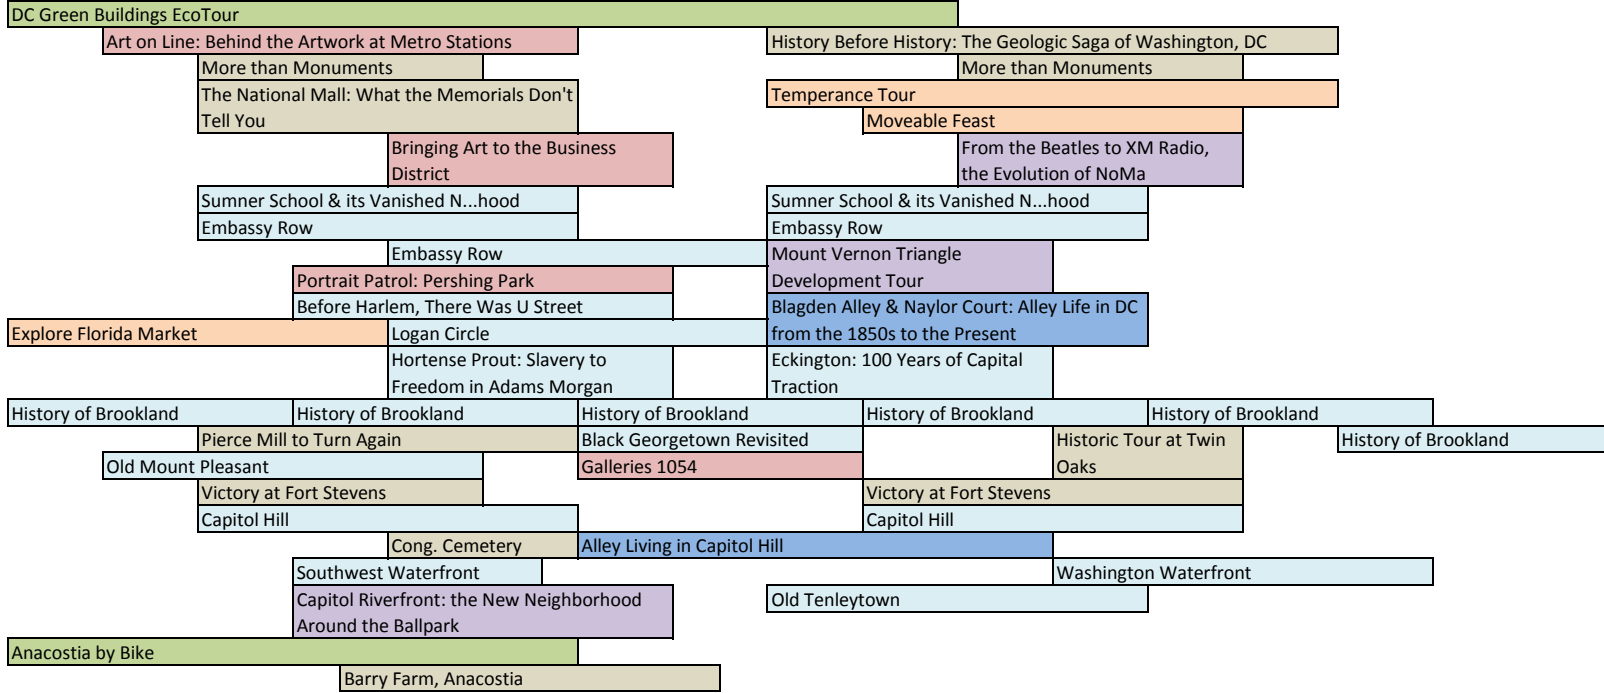 DC Green Buildings EcoTour
Art on Line: Behind the Artwork at Metro Stations
History Before History: The Geologic Saga of Washington, DC
More than Monuments
More than Monuments
The National Mall: What the Memorials Don't
Tell You
Temperance Tour
Moveable Feast
Bringing Art to the Business
District
From the Beatles to XM Radio,
the Evolution of NoMa
Sumner School & its Vanished N...hood
Sumner School & its Vanished N...hood
Embassy Row
Embassy Row
Embassy Row
Mount Vernon Triangle
Development Tour
Portrait Patrol: Pershing Park
Before Harlem, There Was U Street
Blagden Alley & Naylor Court: Alley Life in DC
from the 1850s to the Present
Explore Florida Market
Logan Circle
Hortense Prout: Slavery to
Freedom in Adams Morgan
Eckington: 100 Years of Capital
Traction
History of Brookland
History of Brookland
History of Brookland
History of Brookland
History of Brookland
Pierce Mill to Turn Again
Black Georgetown Revisited
Historic Tour at Twin
Oaks
History of Brookland
Old Mount Pleasant
Galleries 1054
Victory at Fort Stevens
Victory at Fort Stevens
Capitol Hill
Capitol Hill
Cong. Cemetery
Alley Living in Capitol Hill
Southwest Waterfront
Washington Waterfront
Capitol Riverfront: the New Neighborhood
Around the Ballpark
Old Tenleytown
Anacostia by Bike
Barry Farm, Anacostia